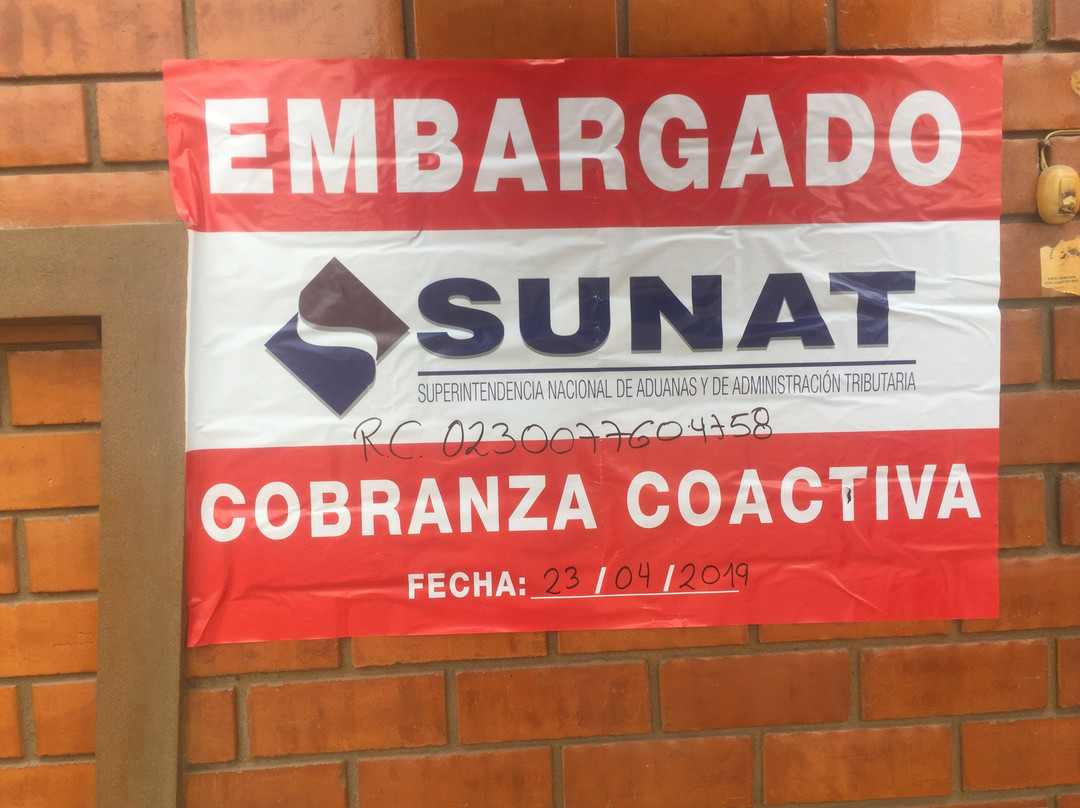 EMBARGADO
SUNAT
SUPERINTENDENCIA NACIONAL DE ADUANAS Y DE ADMINISTRACIÓN TRIBUTARIA
R.C. 0230077604758
COBRANZA COACTIVA
FECHA: 23/04/2019